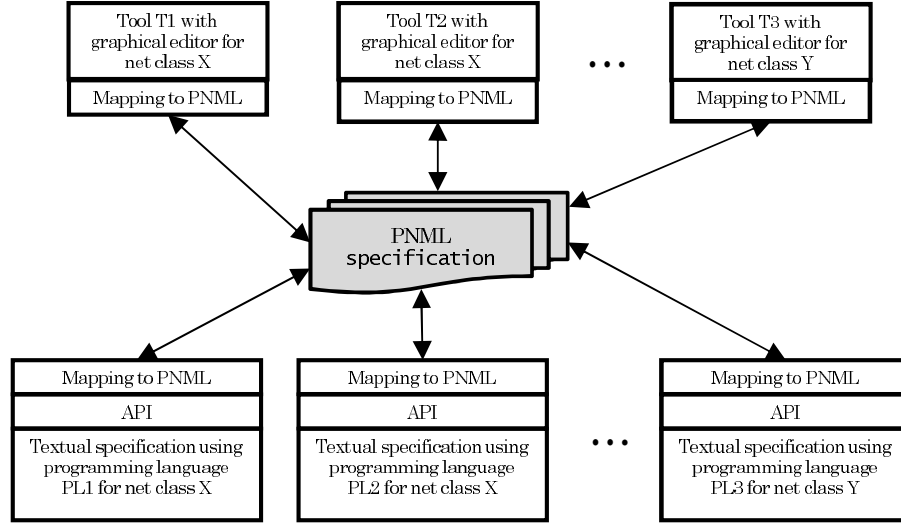 Tool T1 with
graphical editor for
net class X
Mapping to PNML
Tool T2 with
graphical editor for
net class X
Mapping to PNML
...
Tool T3 with
graphical editor for
net class Y
Mapping to PNML
PNML
specification
Mapping to PNML
API
Textual specification using
programming language
PL1 for net class X
Mapping to PNML
API
Textual specification using
programming language
PL2 for net class X
...
Mapping to PNML
API
Textual specification using
programming language
PL3 for net class Y